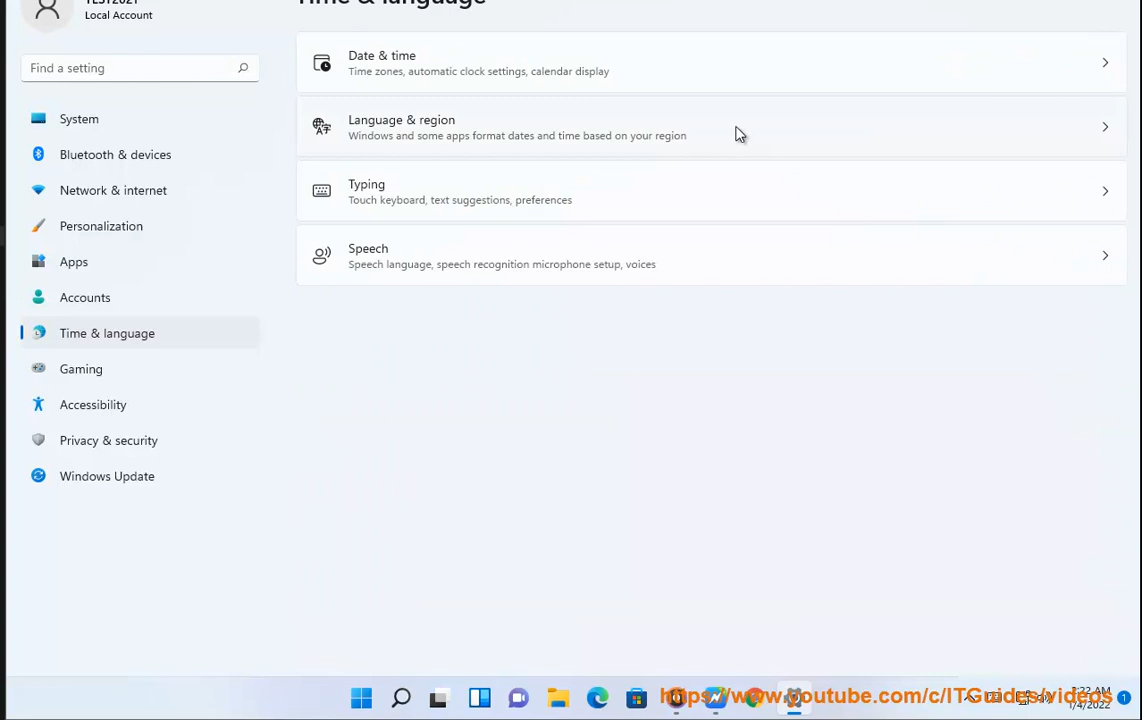 Local Account
Time & language
Find a setting
System
Bluetooth & devices
Network & internet
Personalization
Apps
Accounts
Time & language
Gaming
Accessibility
Privacy & security
Windows Update
Date & time
Time zones, automatic clock settings, calendar display
Language & region
Windows and some apps format dates and time based on your region
Typing
Touch keyboard, text suggestions, preferences
Speech
Speech language, speech recognition microphone setup, voices
https://www.youtube.com/c/ITGuides/videos
1/4/2022
1